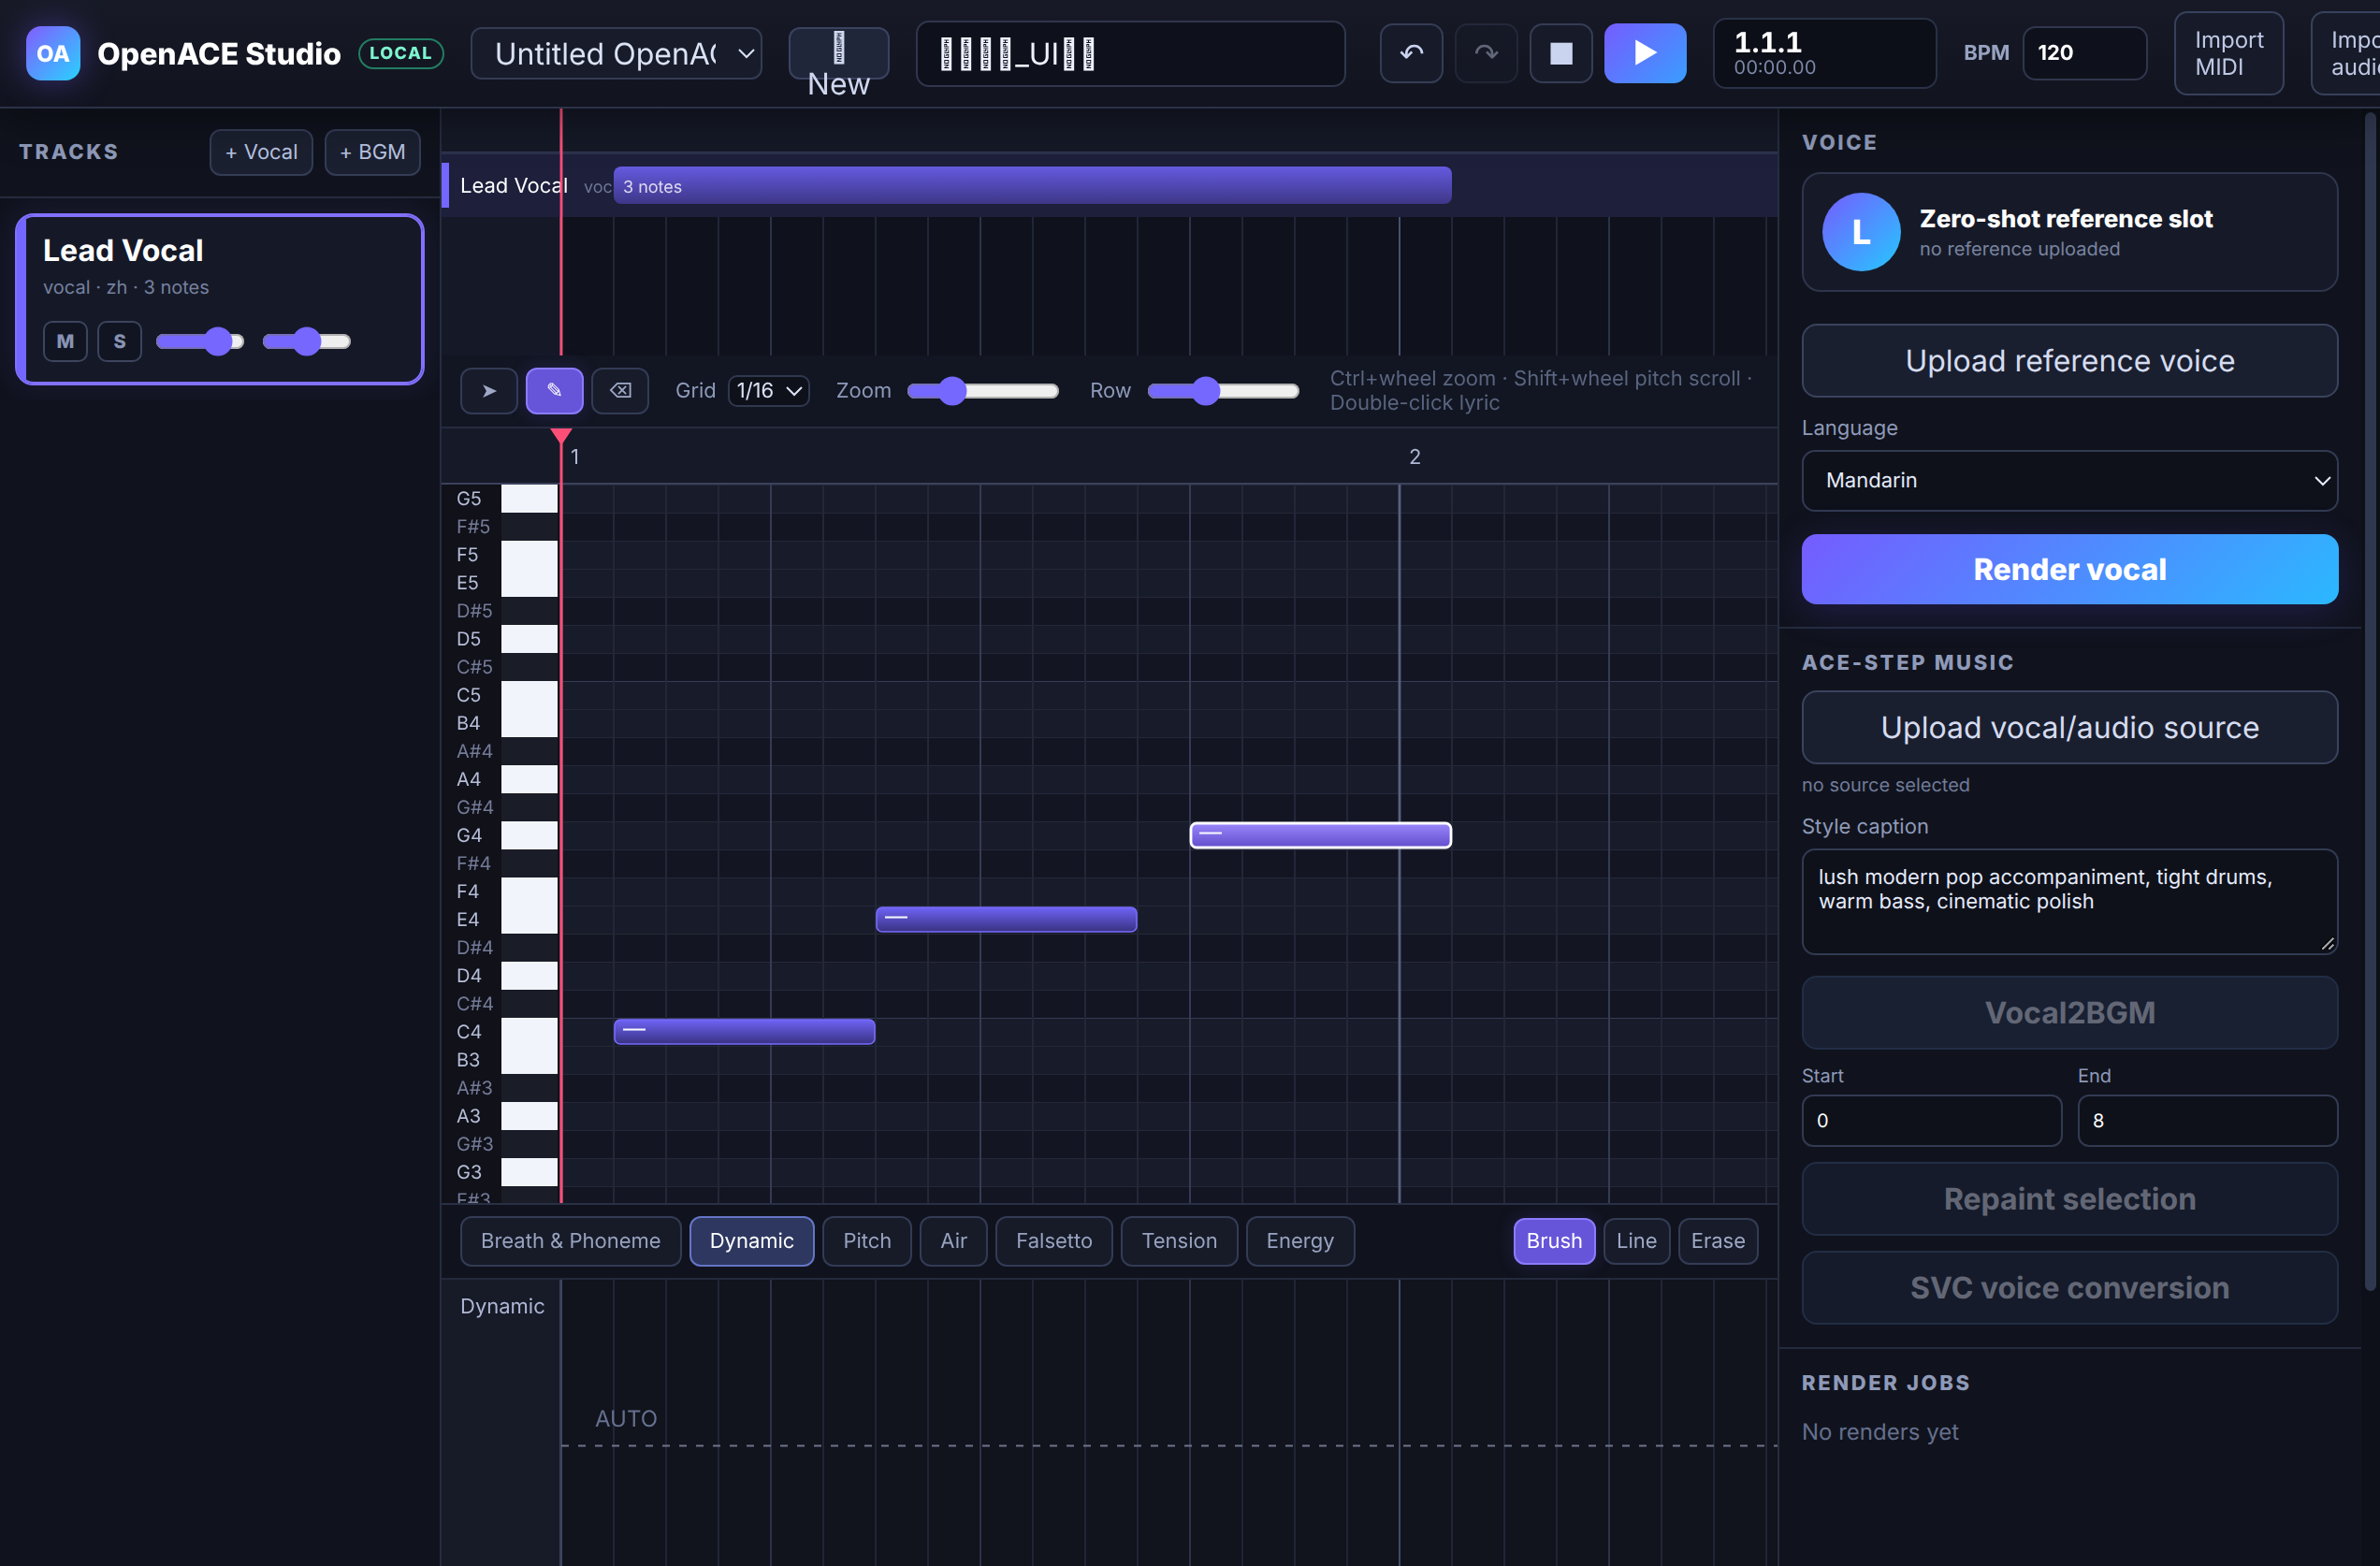 OA
OpenACE Studio
LOCAL
Untitled OpenAC
New
_UI
1.1.1
00:00.00
BPM
120
Import
MIDI
Impo
audi
TRACKS
+ Vocal
+ BGM
Lead Vocal
vocal · zh · 3 notes
M
S
Lead Vocal
voc
3 notes
Grid
1/16
Zoom
Row
Ctrl+wheel zoom · Shift+wheel pitch scroll ·
Double-click lyric
1
2
G5
F#5
F5
E5
D#5
D5
C#5
C5
B4
A#4
A4
G#4
G4
F#4
F4
E4
D#4
D4
C#4
C4
B3
A#3
A3
G#3
G3
F#3
Breath & Phoneme
Dynamic
Pitch
Air
Falsetto
Tension
Energy
Brush
Line
Erase
Dynamic
AUTO
VOICE
L
Zero-shot reference slot
no reference uploaded
Upload reference voice
Language
Mandarin
Render vocal
ACE-STEP MUSIC
Upload vocal/audio source
no source selected
Style caption
lush modern pop accompaniment, tight drums,
warm bass, cinematic polish
Vocal2BGM
Start
End
0
8
Repaint selection
SVC voice conversion
RENDER JOBS
No renders yet